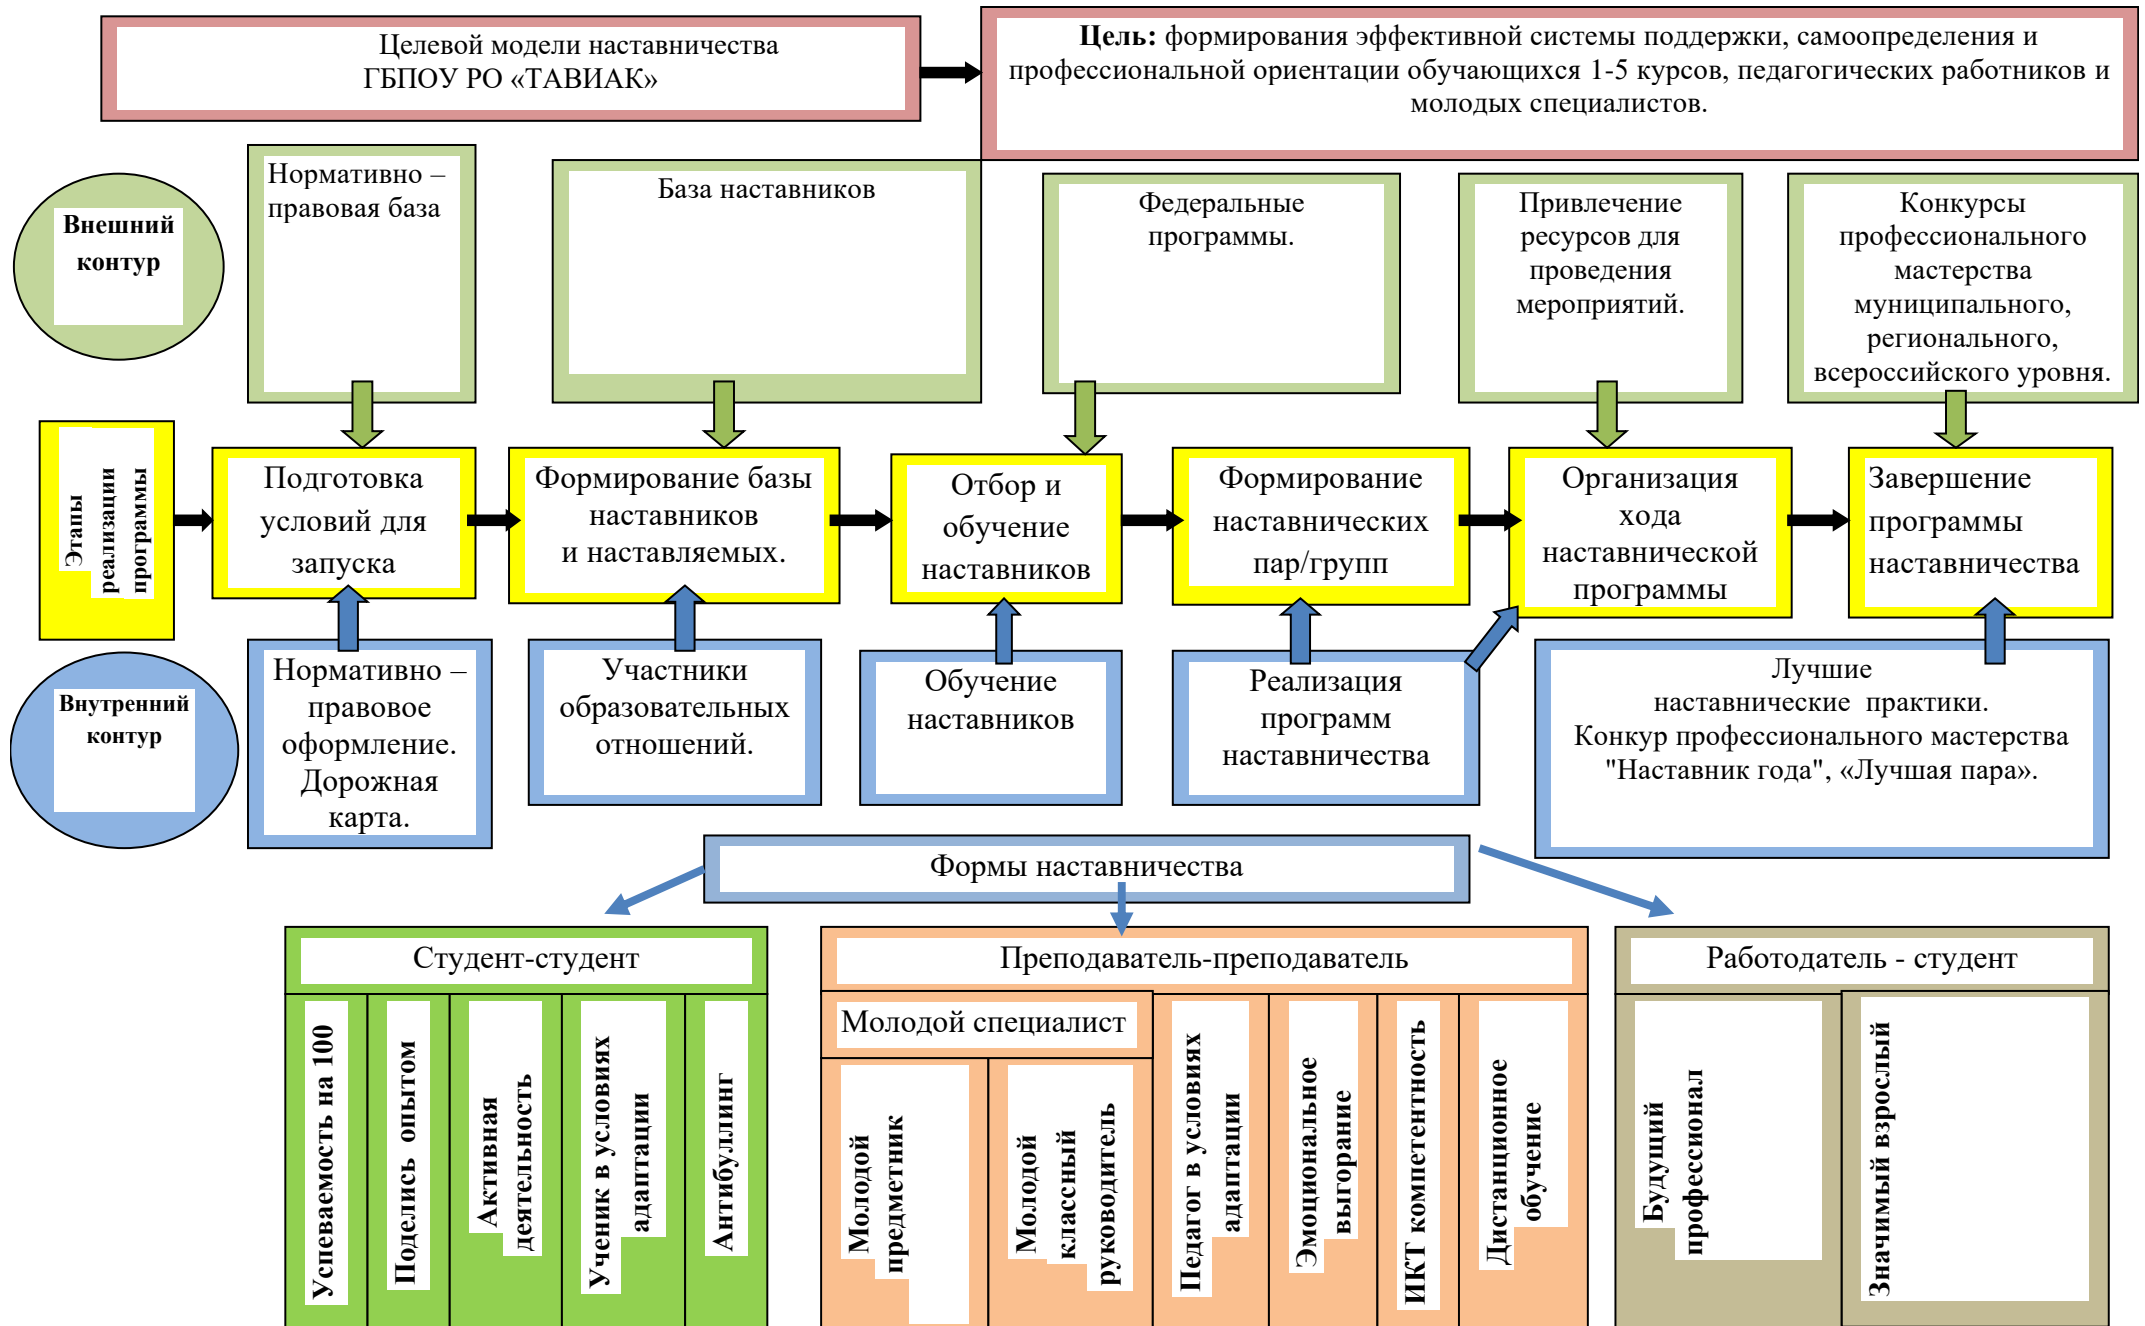 Целевой модели наставничества
ГБПОУ РО «ТАВИАК»
Цель: формирования эффективной системы поддержки, самоопределения и
профессиональной ориентации обучающихся 1-5 курсов, педагогических работников и
молодых специалистов.
Внешний
контур
Нормативно –
правовая база
База наставников
Федеральные
программы.
Привлечение
ресурсов для
проведения
мероприятий.
Конкурсы
профессионального
мастерства
муниципального,
регионального,
всероссийского уровня.
Этапы
реализации
программы
Подготовка
условий для
запуска
Формирование базы
наставников
и наставляемых.
Отбор и
обучение
наставников
Формирование
наставнических
пар/групп
Организация
хода
наставнической
программы
Завершение
программы
наставничества
Внутренний
контур
Нормативно –
правовое
оформление.
Дорожная
карта.
Участники
образовательных
отношений.
Обучение
наставников
Реализация
программ
наставничества
Лучшие
наставнические практики.
Конкур профессионального мастерства
"Наставник года", «Лучшая пара».
Формы наставничества
Студент-студент
Успеваемость на 100
Поделись опытом
Активная
деятельность
Ученик в условиях
адаптации
Антибуллинг
Преподаватель-преподаватель
Молодой специалист
Молодой
предметник
Молодой
классный
руководитель
Педагог в условиях
адаптации
Эмоциональное
выгорание
ИКТ компетентность
Дистанционное
обучение
Работодатель - студент
Будущий
профессионал
Значимый взрослый